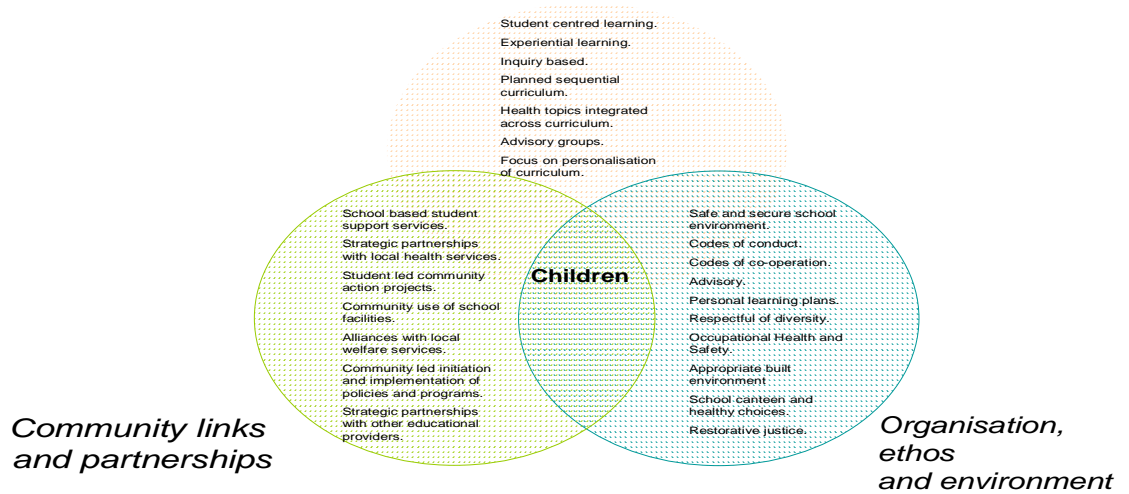 Student centred learning.
Experiential learning.
Inquiry based.
Planned sequential
curriculum.
Health topics integrated
across curriculum.
Advisory groups.
Focus on personalisation
of curriculum.
School based student
support services.
Strategic partnerships
with local health services.
Student led community
action projects.
Community use of school
facilities.
Alliances with local
welfare services.
Community led initiation
and implementation of
policies and programs.
Strategic partnerships
with other educational
providers.
Children
Safe and secure school
environment.
Codes of conduct.
Codes of co-operation.
Advisory.
Personal learning plans.
Respectful of diversity.
Occupational Health and
Safety.
Appropriate built
environment
School canteen and
healthy choices.
Restorative justice.
Community links
and partnerships
Organisation,
ethos
and environment